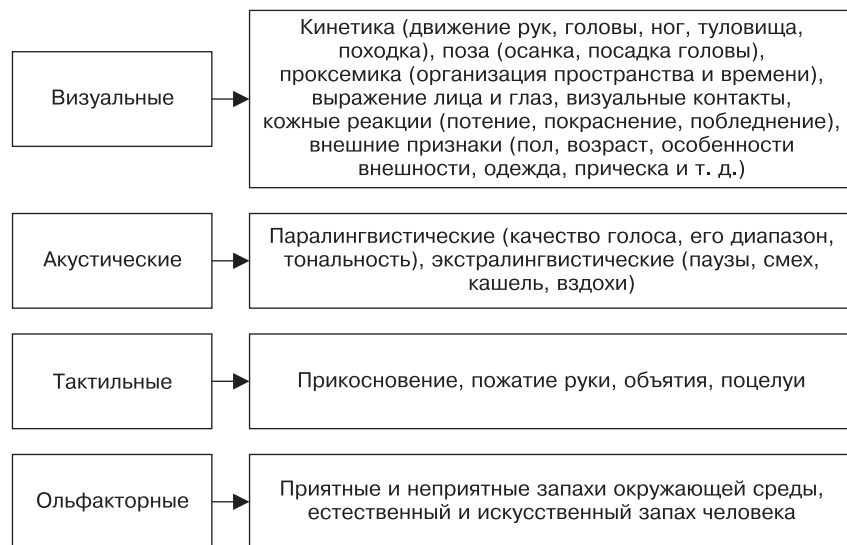 Визуальные
Кинетика (движение рук, головы, ног, туловища,
походка), поза (осанка, посадка головы),
проксемика (организация пространства и времени),
выражение лица и глаз, визуальные контакты,
кожные реакции (потение, покраснение, побледнение),
внешние признаки (пол, возраст, особенности
внешности, одежда, прическа и т. д.)
Акустические
Паралингвистические (качество голоса, его диапазон,
тональность), экстралингвистические (паузы, смех,
кашель, вздохи)
Тактильные
Прикосновение, пожатие руки, объятия, поцелуи
Ольфакторные
Приятные и неприятные запахи окружающей среды,
естественный и искусственный запах человека